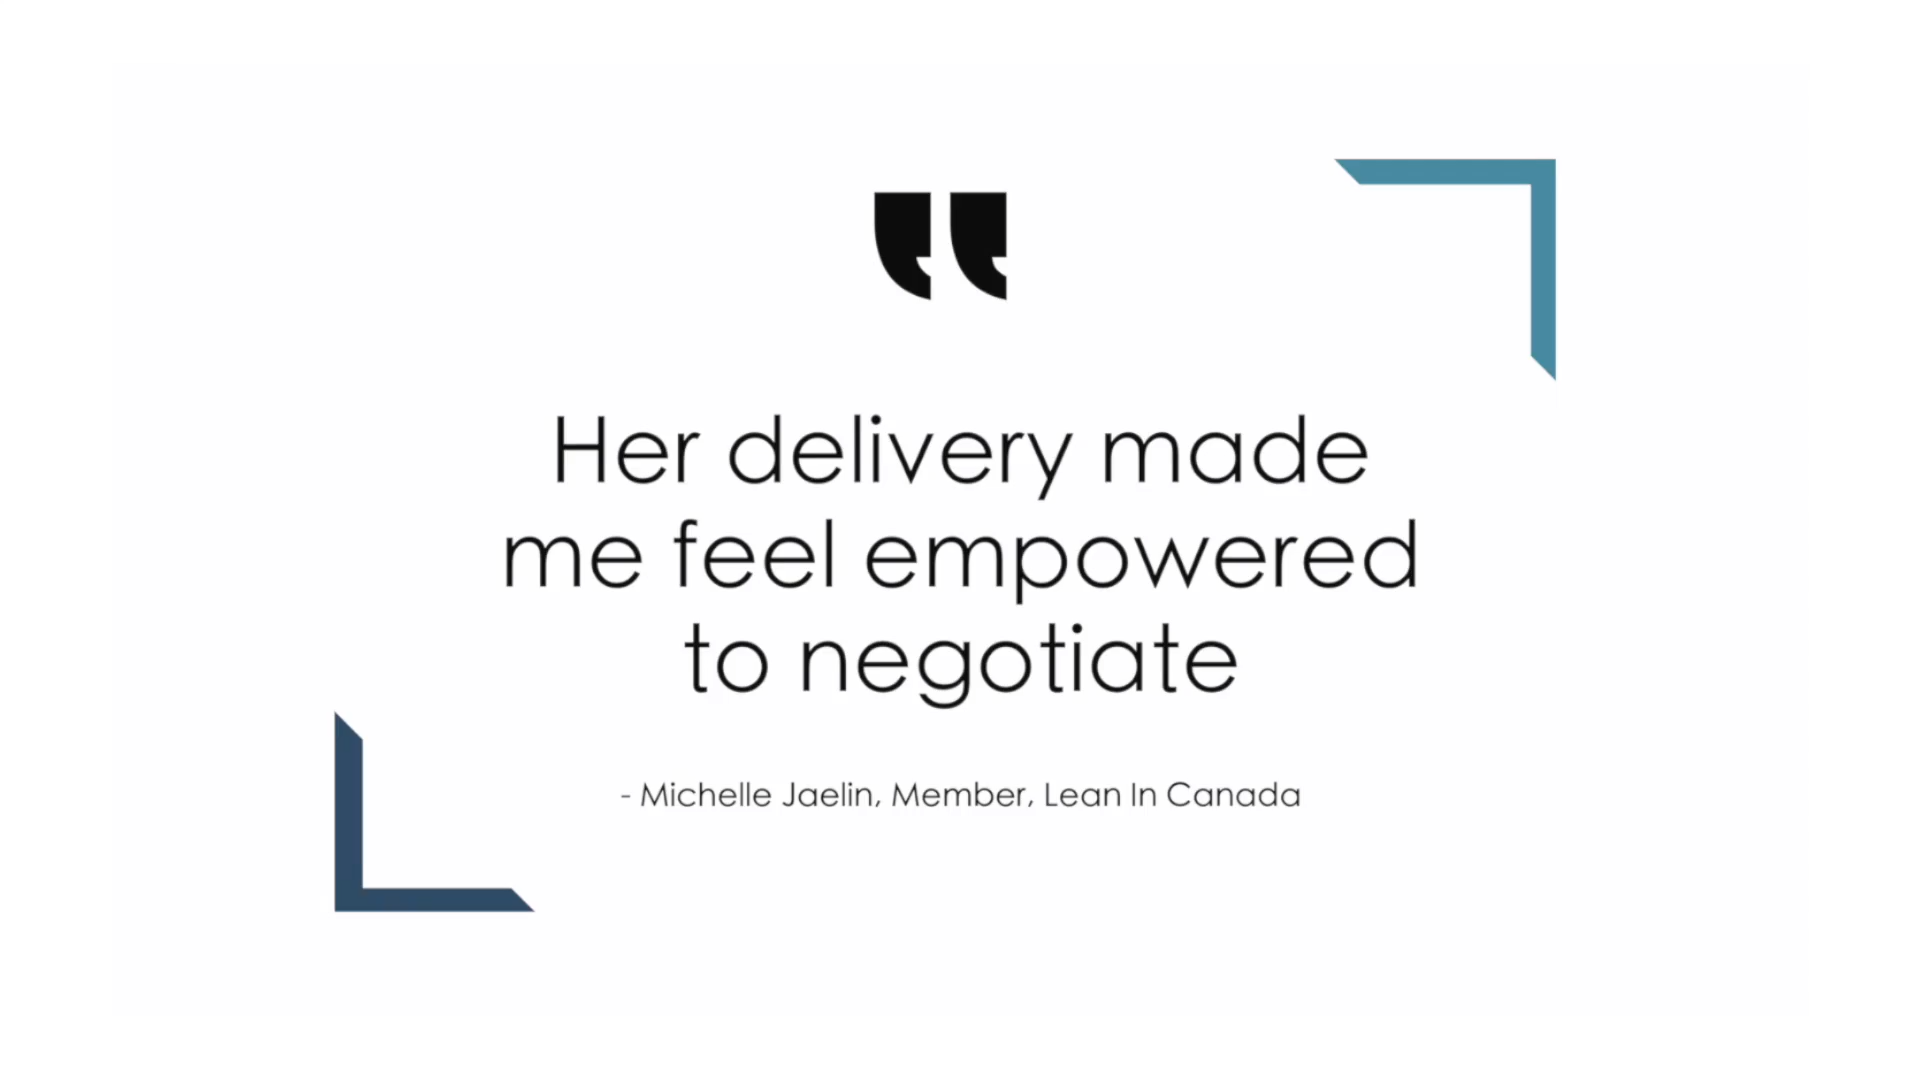 Her delivery made
me feel empowered
to negotiate
- Michelle Jaelin, Member, Lean In Canada